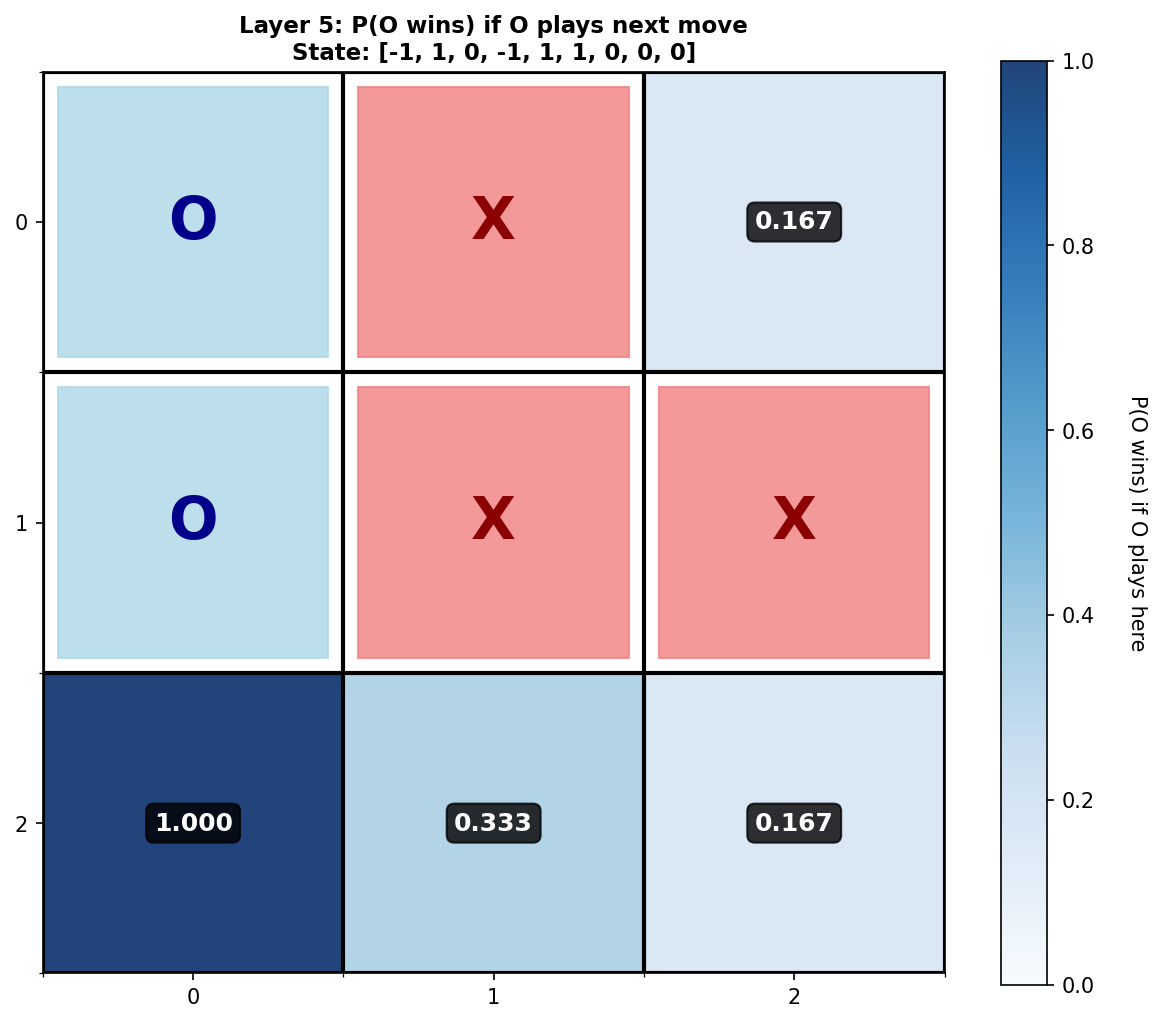 Layer 5: P(O wins) if O plays next move
State: [-1, 1, 0, -1, 1, 1, 0, 0, 0]
0
O
X
0.167
1
O
X
X
2
1.000
0.333
0.167
0
1
2
1.0
0.8
0.6
0.4
0.2
0.0
P(O wins) if O plays here